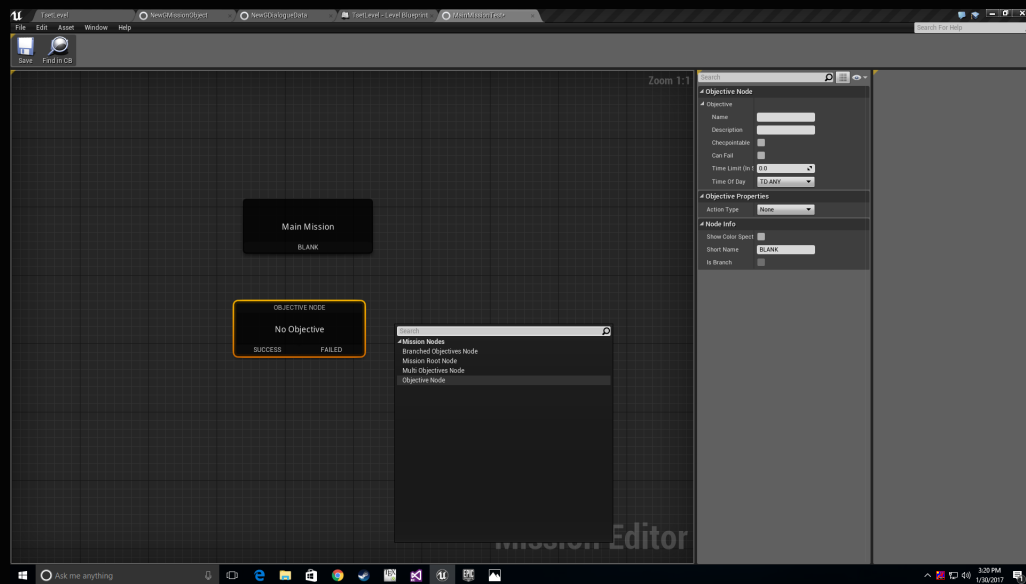 TsetLevel
NewGMissionObject
NewGDialogueData
TsetLevel - Level Blueprint
MainMissionTest*
File Edit Asset Window Help
Search For Help
Save Find in CB
Zoom 1:1
Main Mission
BLANK
OBJECTIVE NODE
No Objective
SUCCESS FAILED
Search
Mission Nodes
Branched Objectives Node
Mission Root Node
Multi Objectives Node
Objective Node
Mission Editor
Search
Objective Node
Objective
Name
Description
Checpointable
Can Fail
Time Limit On S 0.0
Time Of Day TD ANY
Objective Properties
Action Type None
Node Info
Show Color Spect
Short Name BLANK
Is Branch
Ask me anything
3:20 PM
1/30/2017